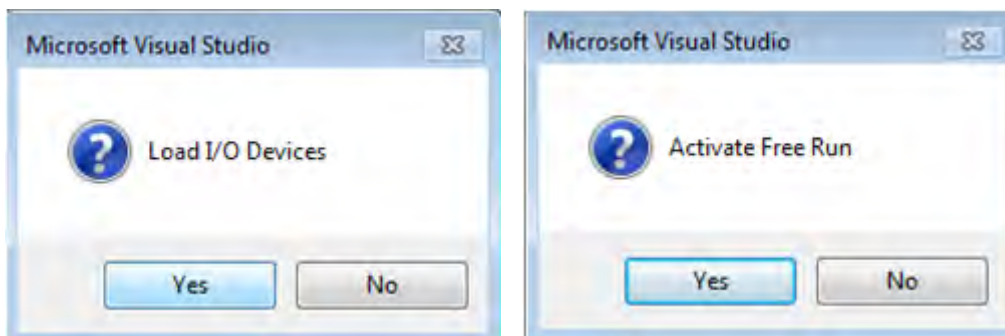 Microsoft Visual Studio
Load I/O Devices
Yes No
Microsoft Visual Studio
Activate Free Run
Yes No